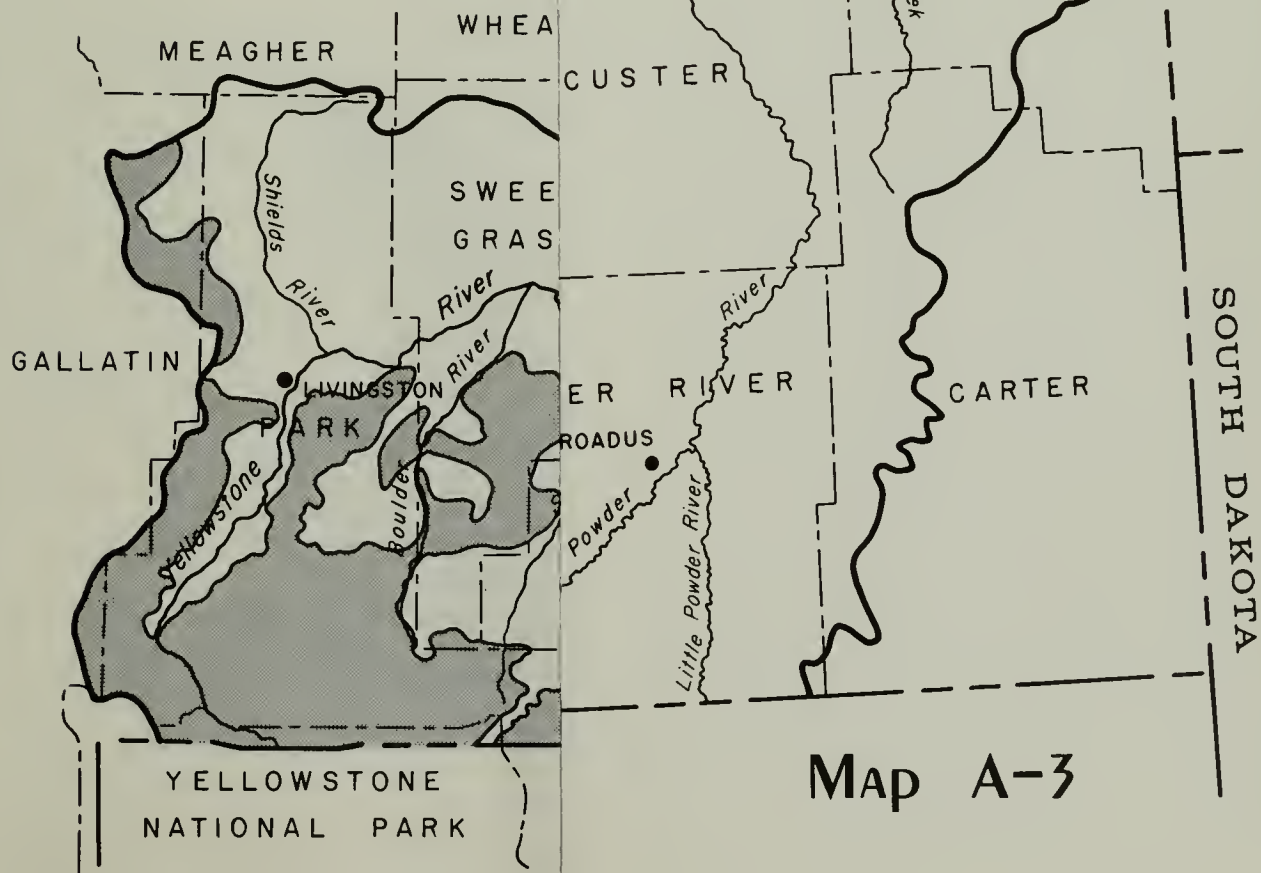 MEAGHER
WHEA
SWEE
GRAS
Shields
River
River
River
GALLATIN
LIVINGSTON
PARK
Yellowstone
Boulder
YELLOWSTONE
NATIONAL PARK
ek
CUSTER
River
ER RIVER
CARTER
ROADUS
Powder
Little Powder River
SOUTH DAKOTA
MAP A-3